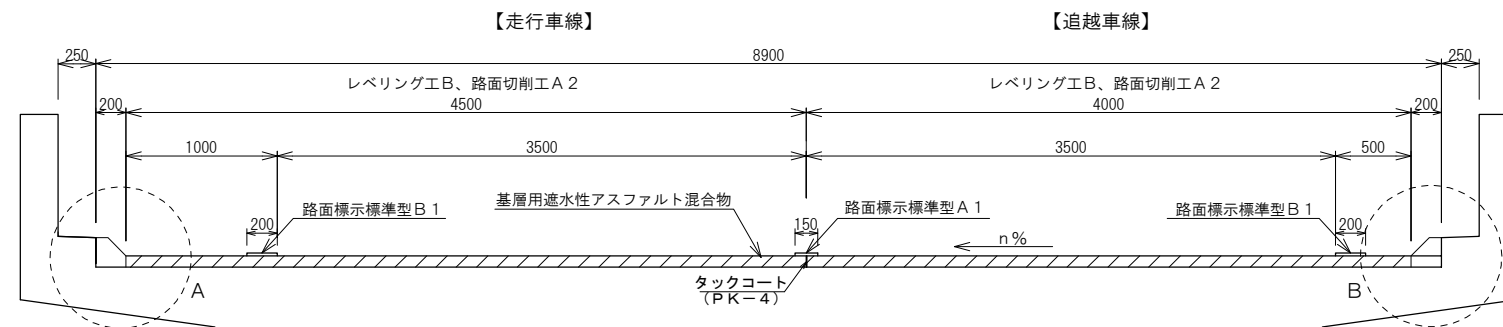 【走行車線】
【追越車線】
250
8900
250
レベリング工B、路面切削工A2
レベリング工B、路面切削工A2
200
4500
4000
200
1000
3500
3500
500
基層用遮水性アスファルト混合物
路面標示標準型B1
200
150
路面標示標準型A1
路面標示標準型B1
200
n%
タックコート
(PK-4)
A
B